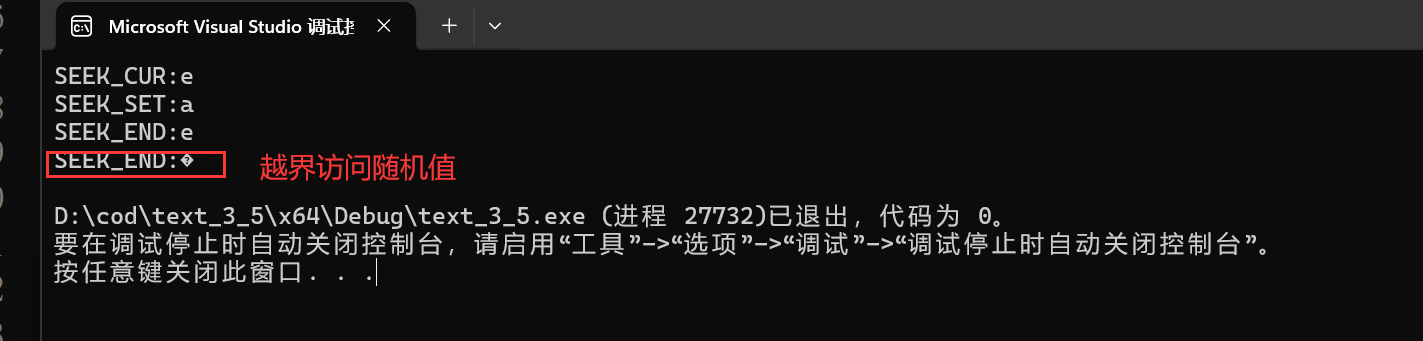 Microsoft Visual Studio 调试控
SEEK_CUR:e
SEEK_SET:a
SEEK_END:e
SEEK_END:�
越界访问随机值
D:\cod\text_3_5\x64\Debug\text_3_5.exe (进程 27732)已退出，代码为 0。
要在调试停止时自动关闭控制台，请启用“工具”->“选项”->“调试”->“调试停止时自动关闭控制台”。
按任意键关闭此窗口. . .